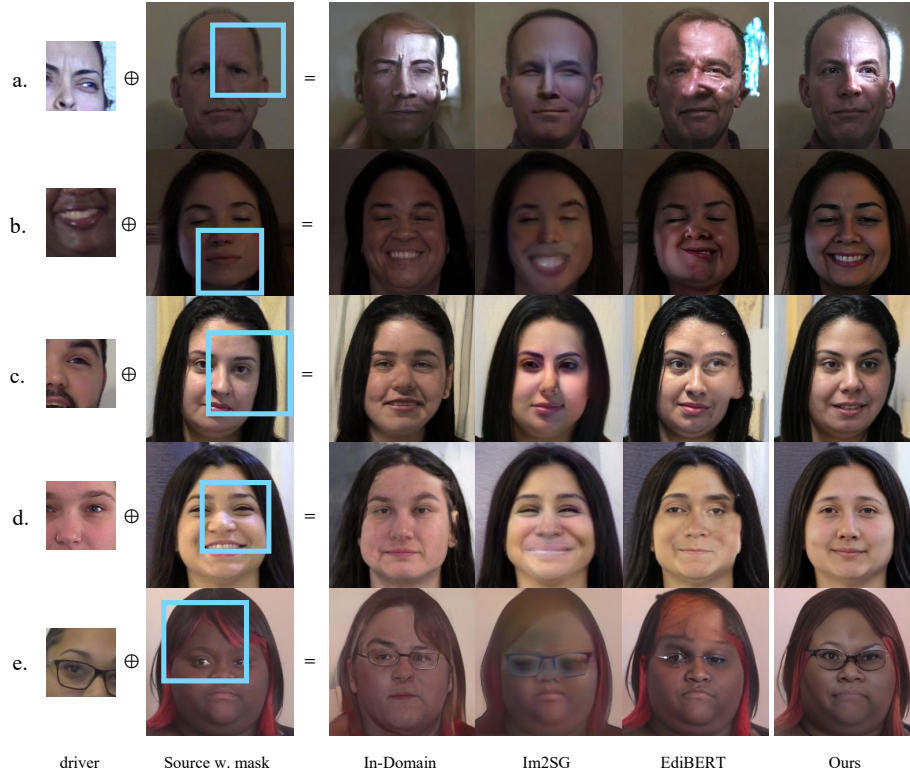 a. ⊕ =
b. ⊕ =
c. ⊕ =
d. ⊕ =
e. ⊕ =
driver Source w. mask In-Domain Im2SG EdiBERT Ours